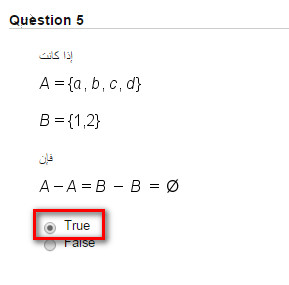 Question 5
إذا كانت
A = {a, b, c, d}
B = {1,2}
فإن
A – A = B – B = Ø
True
False